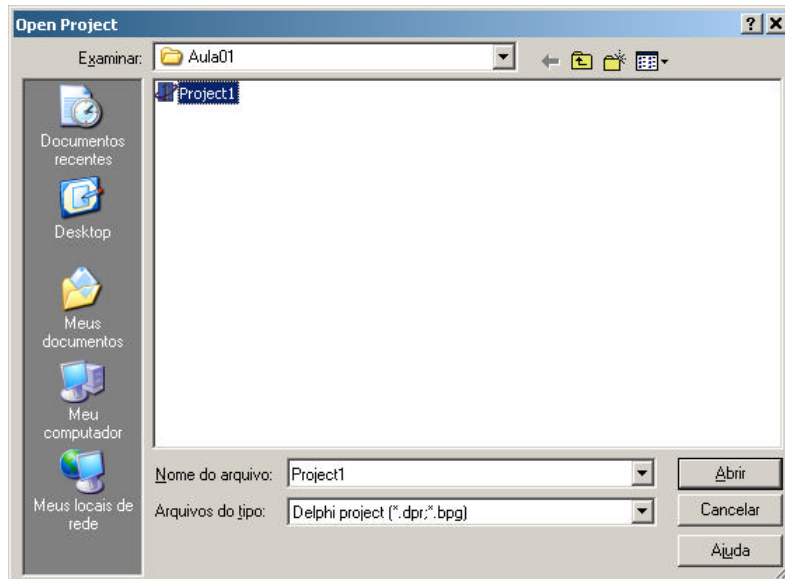 Open Project
Examinar:
Aula01
Project1
Documentos
recentes
Desktop
Meus
documentos
Meu
computador
Meus locais de
rede
Nome do arquivo:
Project1
Abrir
Arquivos do tipo:
Delphi project (*.dpr;*.bpg)
Cancelar
Ajuda